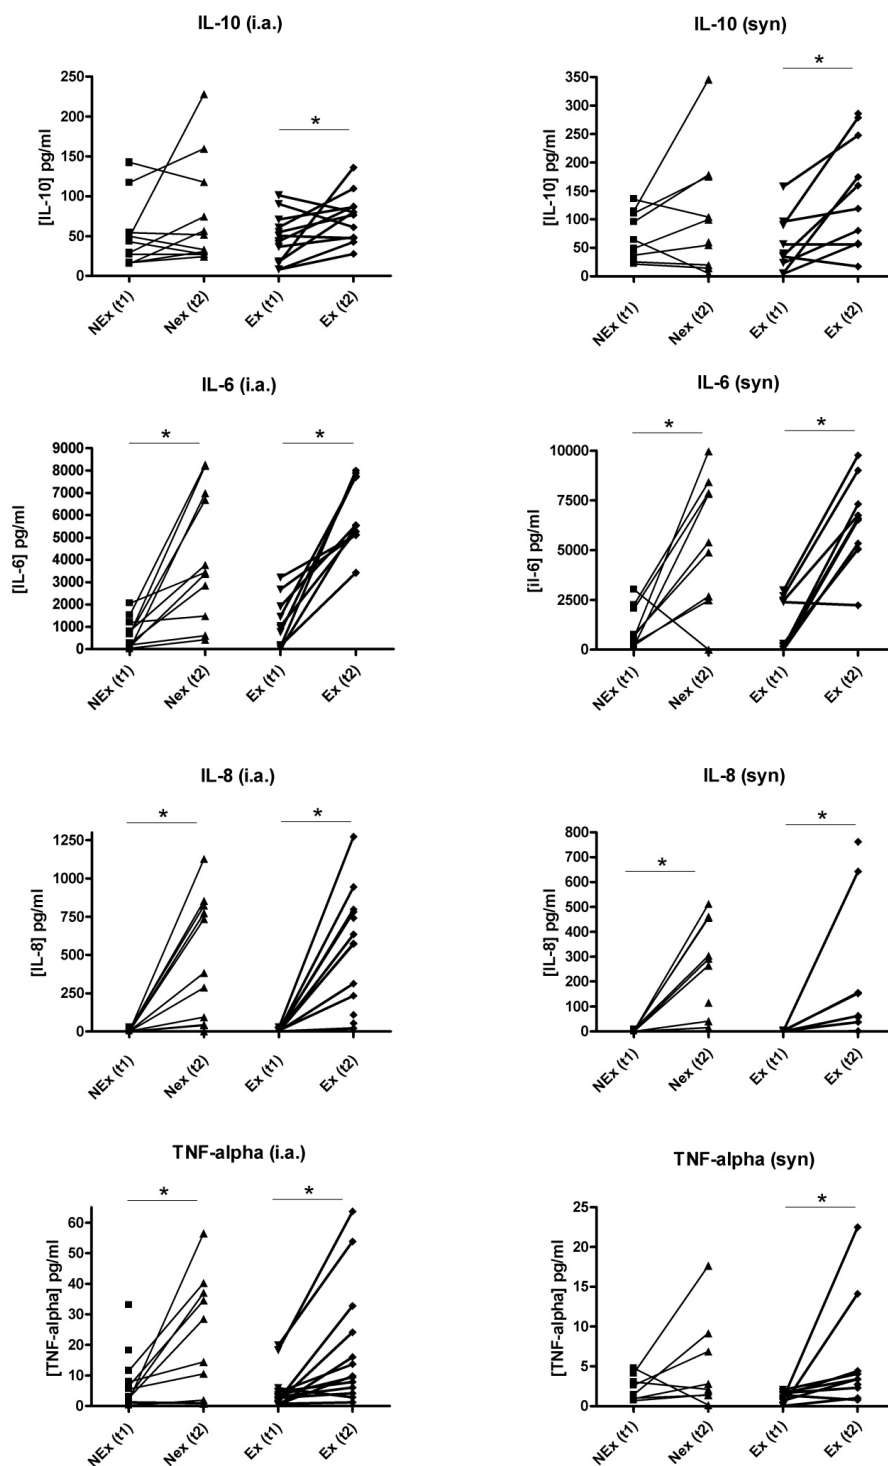 IL-10 (i.a.)
*
[IL-10] pg/ml
250
200
150
100
50
0
NEx (t1)
Nex (t2)
Ex (t1)
Ex (t2)
IL-10 (syn)
*
[IL-10] pg/ml
350
300
250
200
150
100
50
0
NEx (t1)
Nex (t2)
Ex (t1)
Ex (t2)
IL-6 (i.a.)
*
*
[IL-6] pg/ml
9000
8000
7000
6000
5000
4000
3000
2000
1000
0
NEx (t1)
Nex (t2)
Ex (t1)
Ex (t2)
IL-6 (syn)
*
*
[il-6] pg/ml
10000
7500
5000
2500
0
NEx (t1)
Nex (t2)
Ex (t1)
Ex (t2)
IL-8 (i.a.)
*
*
[IL-8] pg/ml
1250
1000
750
500
250
0
NEx (t1)
Nex (t2)
Ex (t1)
Ex (t2)
IL-8 (syn)
*
*
[IL-8] pg/ml
800
700
600
500
400
300
200
100
0
NEx (t1)
Nex (t2)
Ex (t1)
Ex (t2)
TNF-alpha (i.a.)
*
*
[TNF-alpha] pg/ml
60
50
40
30
20
10
0
NEx (t1)
Nex (t2)
Ex (t1)
Ex (t2)
TNF-alpha (syn)
*
[TNF-alpha] pg/ml
25
20
15
10
5
0
NEx (t1)
Nex (t2)
Ex (t1)
Ex (t2)